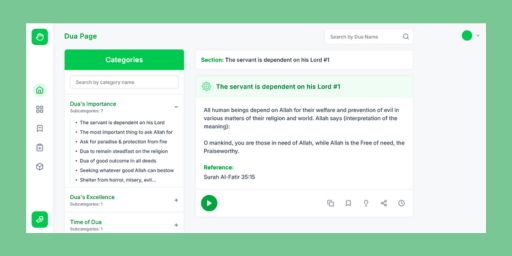 Dua Page
Search by Dua Name
Categories
Search by category name
Dua's Importance
Subcategories: 7
• The servant is dependent on his Lord
• The most important thing to ask Allah for
• Ask for paradise & protection from fire
• Dua to remain steadfast on the religion
• Dua of good outcome in all deeds
• Seeking whatever good Allah can bestow
• Shelter from horror, misery, evil...
Dua's Excellence
Subcategories: 1
Time of Dua
Subcategories: 1
Section: The servant is dependent on his Lord #1
The servant is dependent on his Lord #1
All human beings depend on Allah for their welfare and prevention of evil in
various matters of their religion and world. Allah says (interpretation of the
meaning):
O mankind, you are those in need of Allah, while Allah is the Free of need, the
Praiseworthy.
Reference:
Surah Al-Fatir 35:15